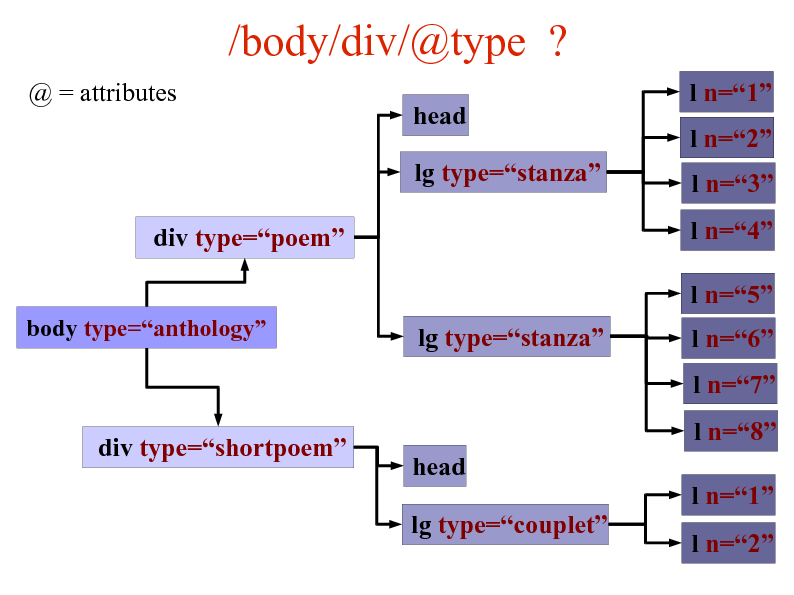 /body/div/@type ?
@ = attributes
head
lg type=“stanza”
l n=“1”
l n=“2”
l n=“3”
l n=“4”
div type=“poem”
body type=“anthology”
lg type=“stanza”
l n=“5”
l n=“6”
l n=“7”
l n=“8”
div type=“shortpoem”
head
lg type=“couplet”
l n=“1”
l n=“2”